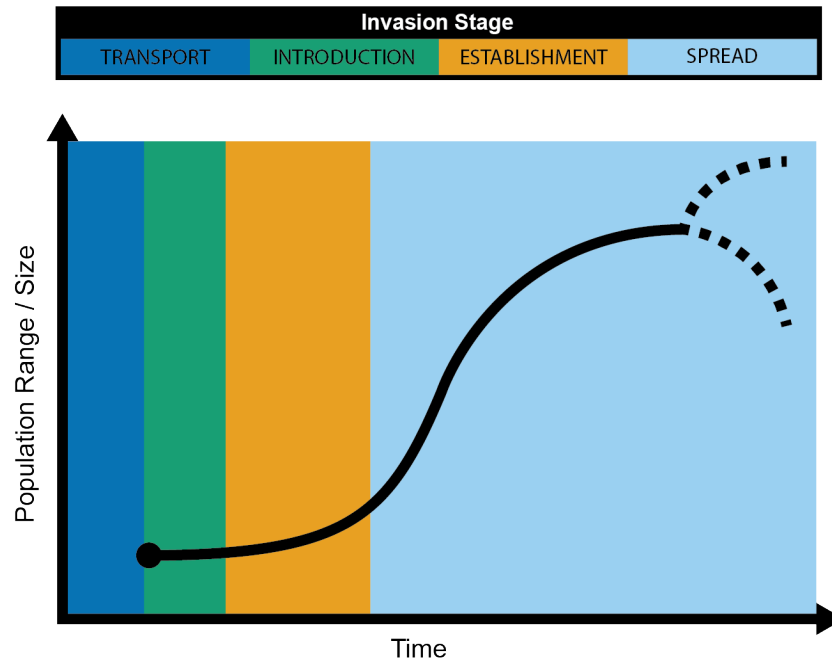 Invasion Stage
TRANSPORT INTRODUCTION ESTABLISHMENT SPREAD
Population Range / Size
Time